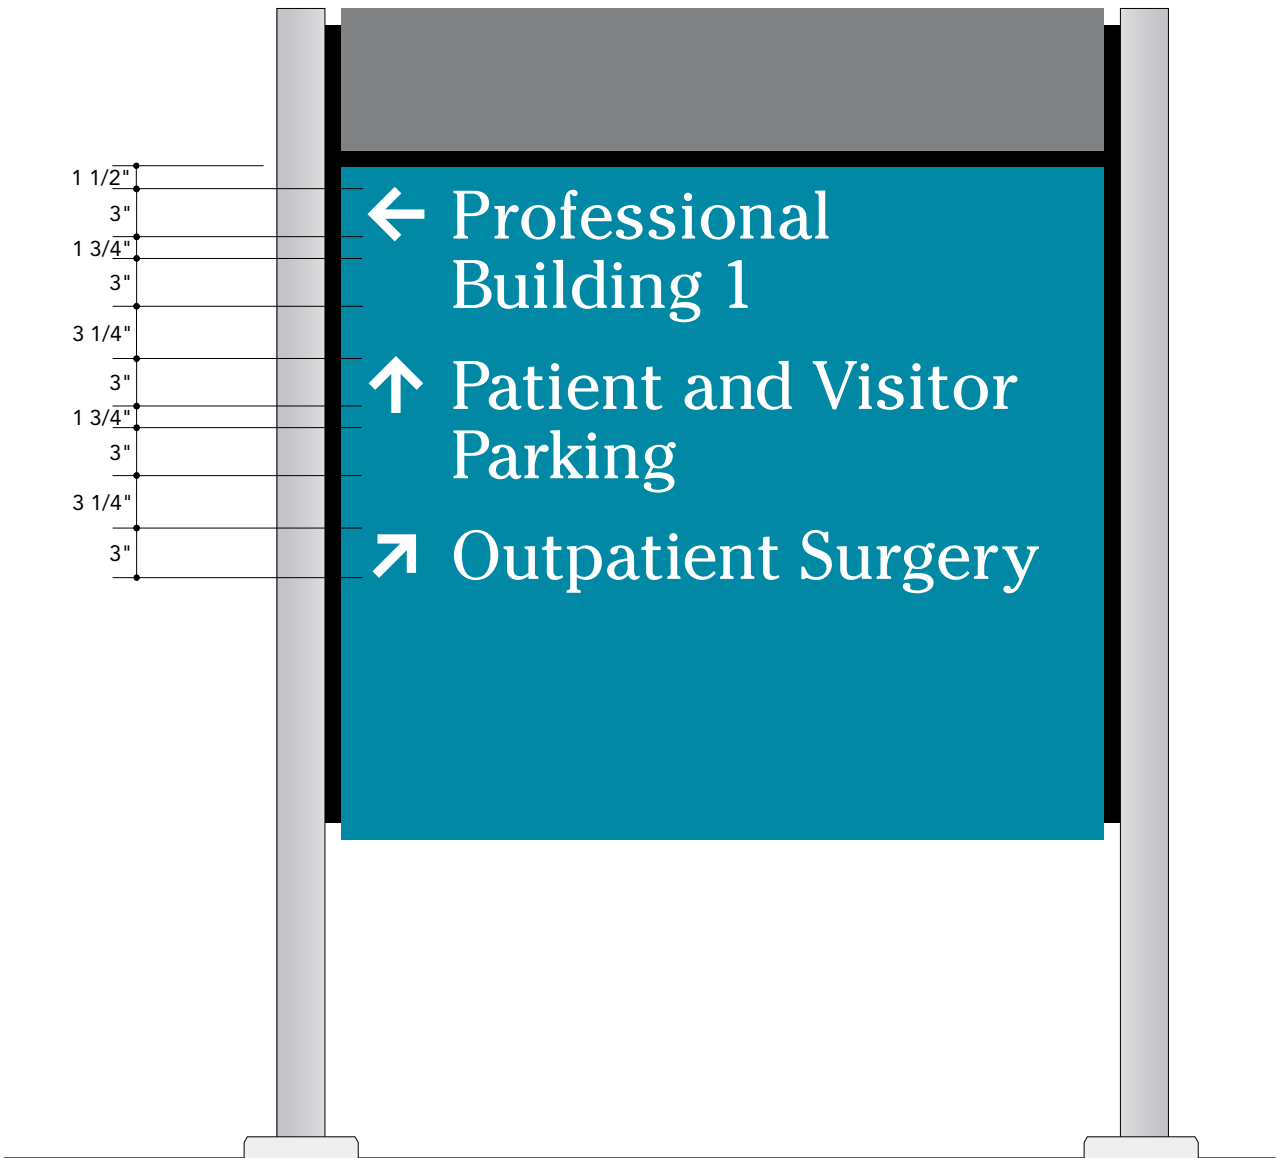 1 1/2"
3"
1 3/4"
3"
3 1/4"
3"
1 3/4"
3"
3 1/4"
3"
Professional
Building 1
Patient and Visitor
Parking
Outpatient Surgery